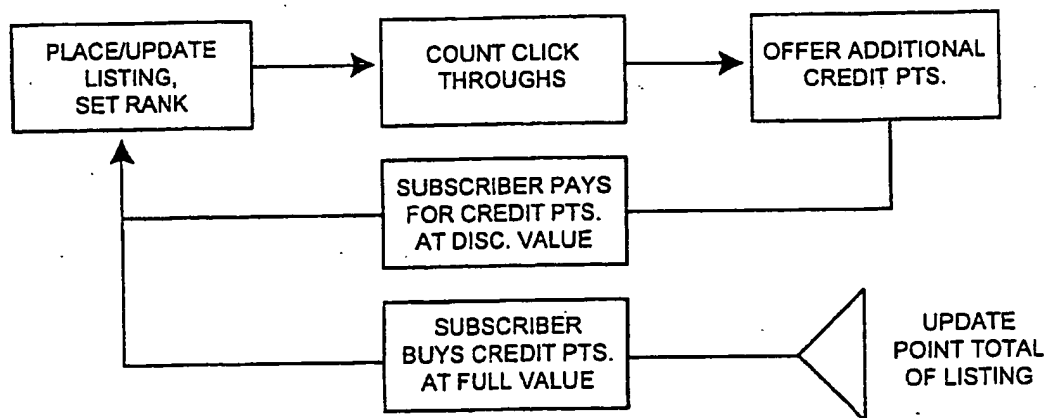 PLACE/UPDATE
LISTING,
SET RANK
COUNT CLICK
THROUGHS
OFFER ADDITIONAL
CREDIT PTS.
SUBSCRIBER PAYS
FOR CREDIT PTS.
AT DISC. VALUE
SUBSCRIBER
BUYS CREDIT PTS.
AT FULL VALUE
UPDATE
POINT TOTAL
OF LISTING